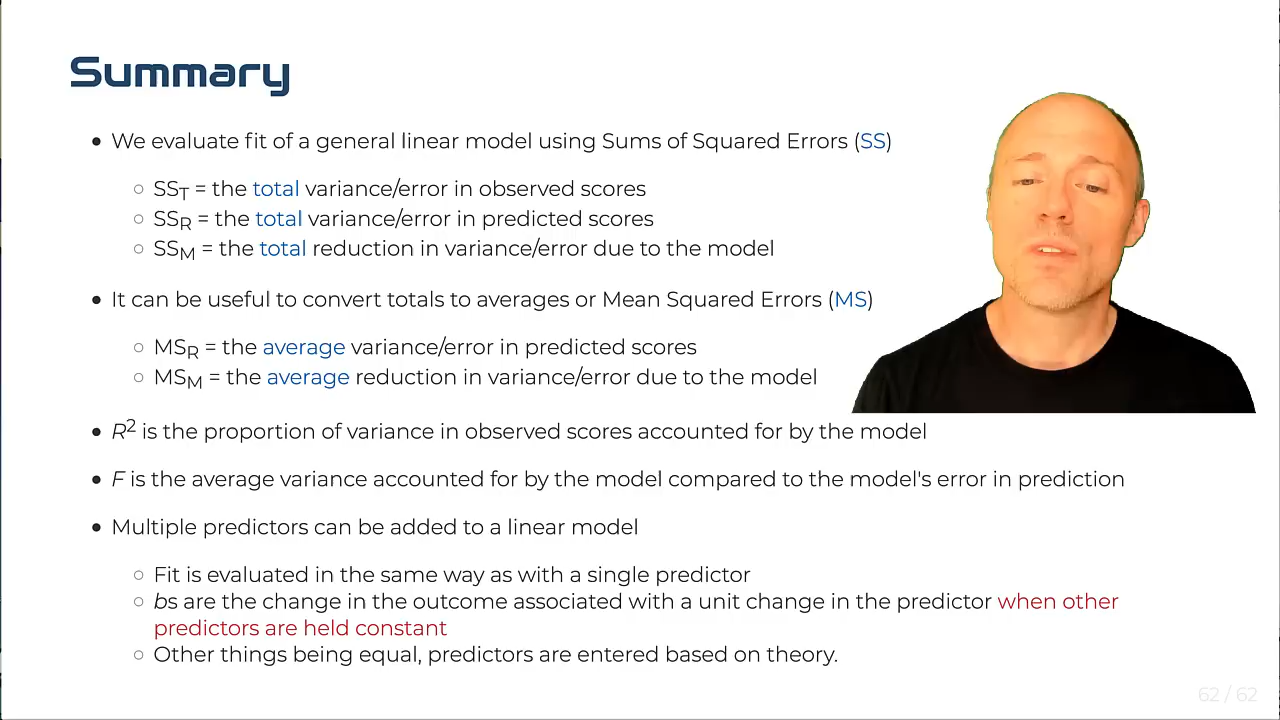 Summary
• We evaluate fit of a general linear model using Sums of Squared Errors (SS)
○ SST = the total variance/error in observed scores
○ SSR = the total variance/error in predicted scores
○ SSM = the total reduction in variance/error due to the model
• It can be useful to convert totals to averages or Mean Squared Errors (MS)
○ MSR = the average variance/error in predicted scores
○ MSM = the average reduction in variance/error due to the model
• R² is the proportion of variance in observed scores accounted for by the model
• F is the average variance accounted for by the model compared to the model's error in prediction
• Multiple predictors can be added to a linear model
○ Fit is evaluated in the same way as with a single predictor
○ bs are the change in the outcome associated with a unit change in the predictor when other
predictors are held constant
○ Other things being equal, predictors are entered based on theory.
62 / 62